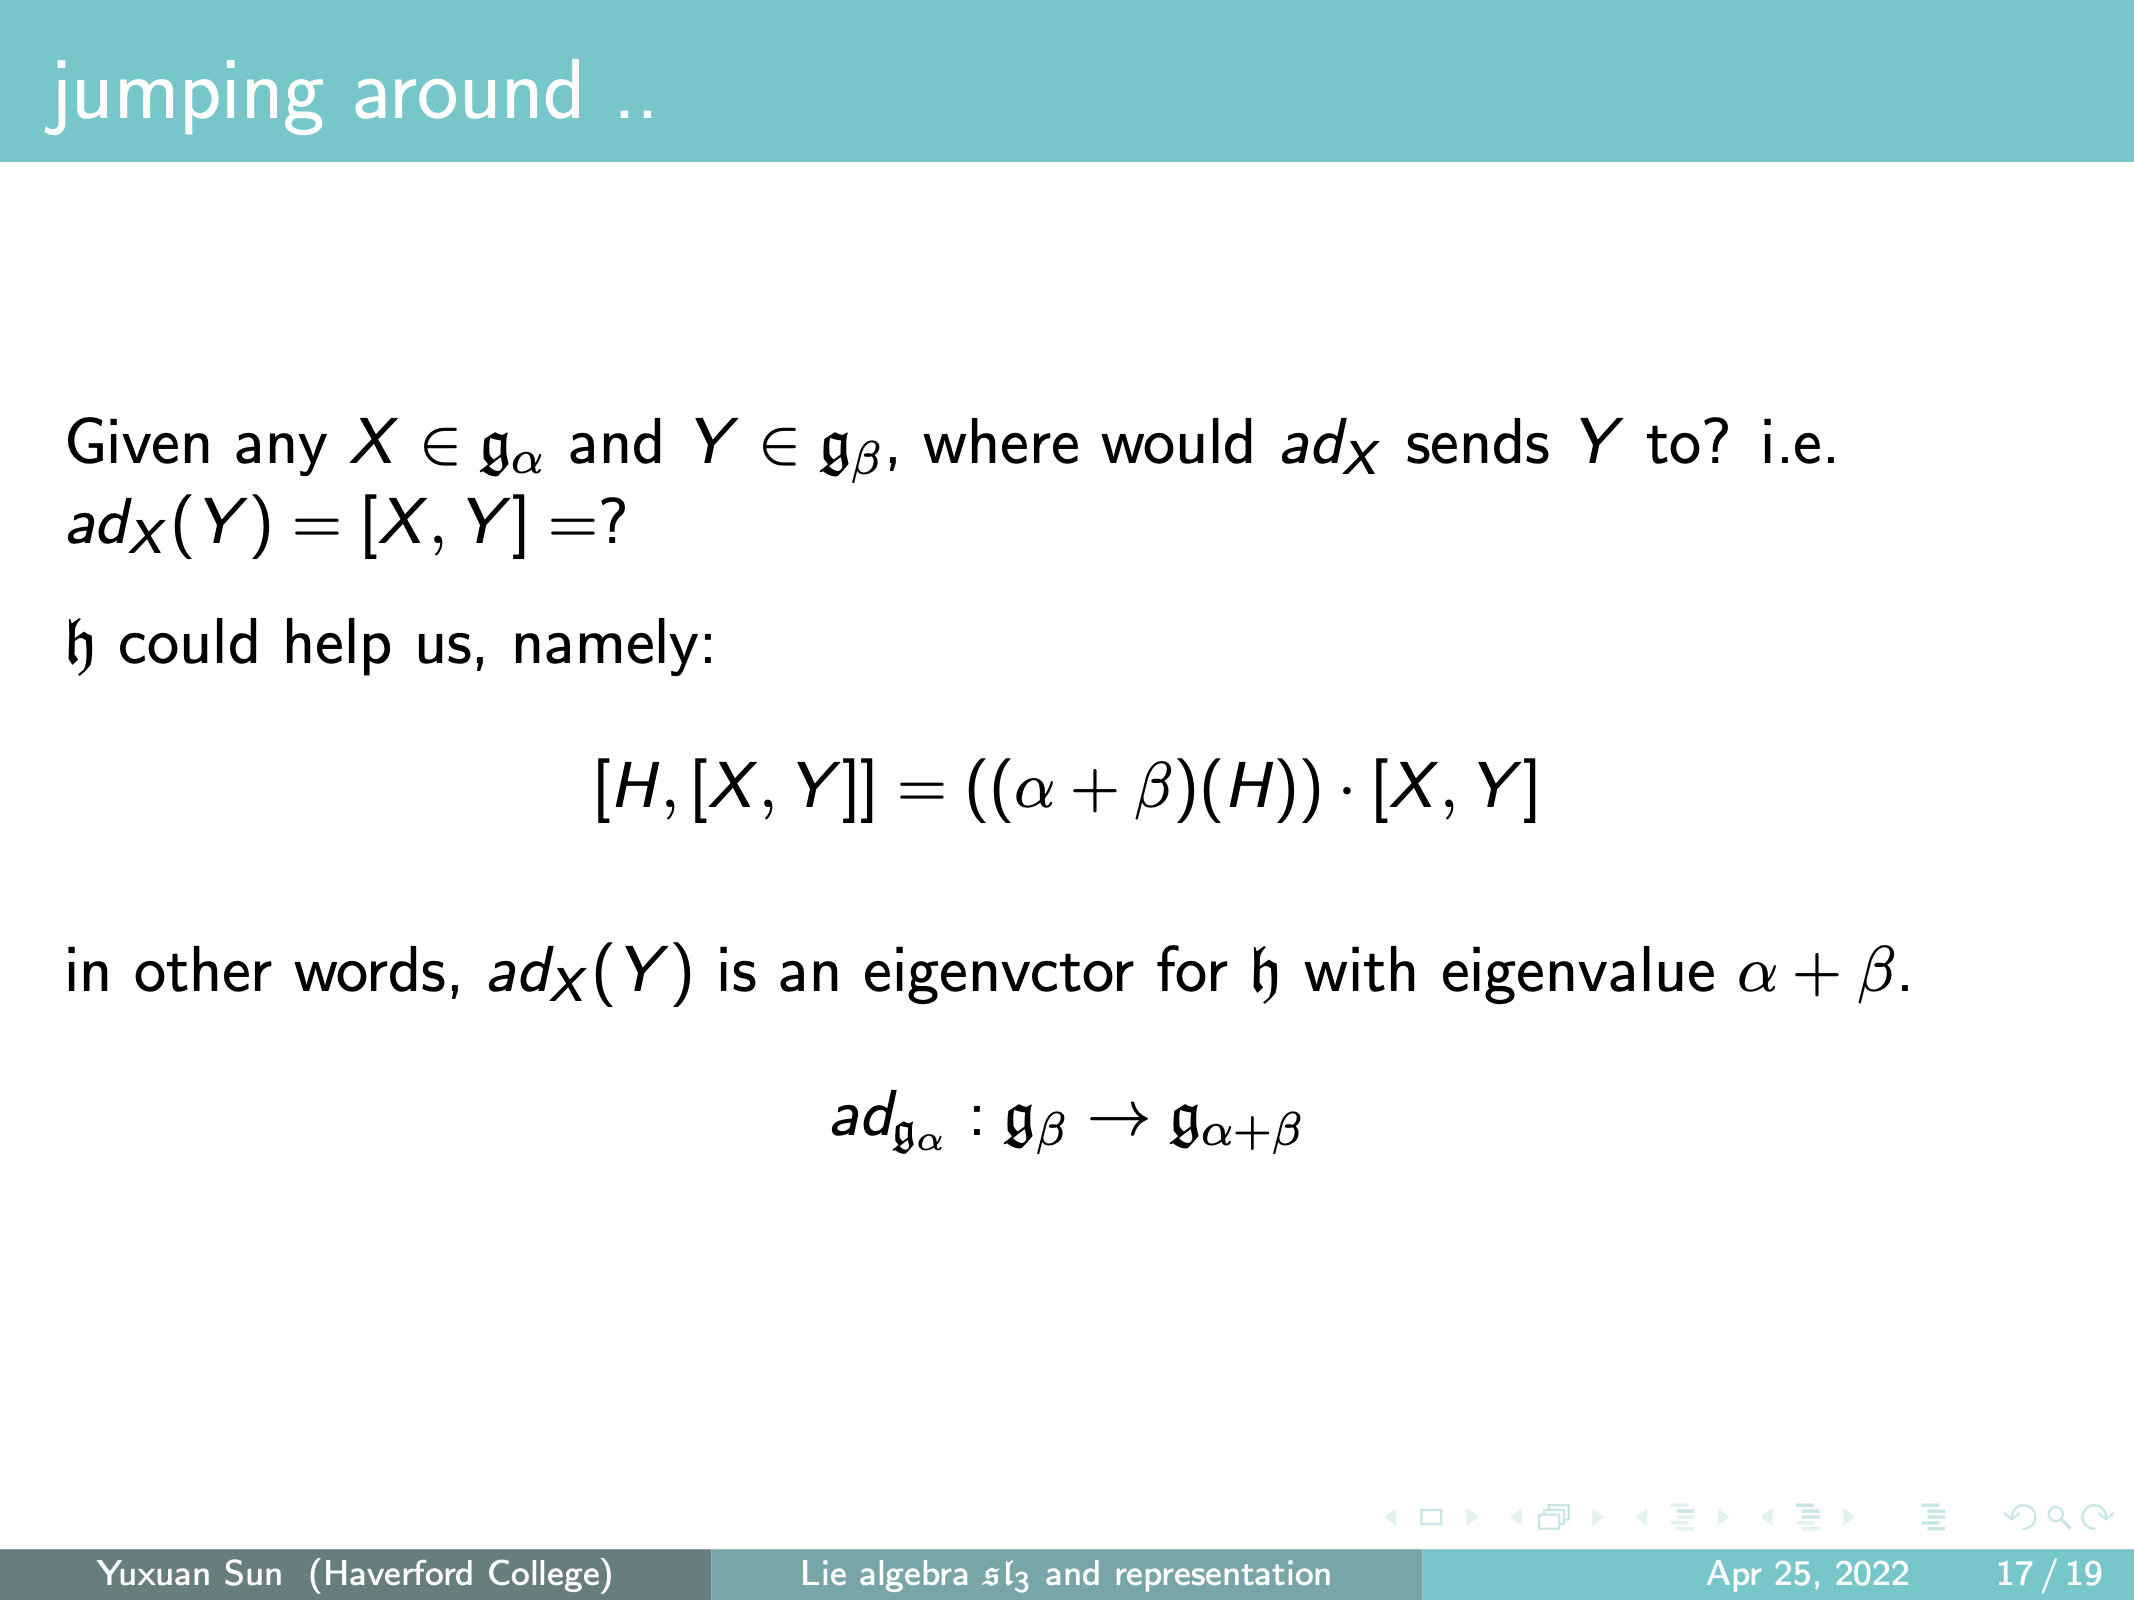 jumping around ..
Given any X ∈ 𝔤_α and Y ∈ 𝔤_β, where would ad_X sends Y to? i.e.
ad_X(Y) = [X, Y] =?
𝔥 could help us, namely:
[H, [X, Y]] = ((α + β)(H)) · [X, Y]
in other words, ad_X(Y) is an eigenvctor for 𝔥 with eigenvalue α + β.
ad_{𝔤_α} : 𝔤_β → 𝔤_{α+β}
Yuxuan Sun (Haverford College) Lie algebra 𝔰𝔩₃ and representation Apr 25, 2022 17 / 19